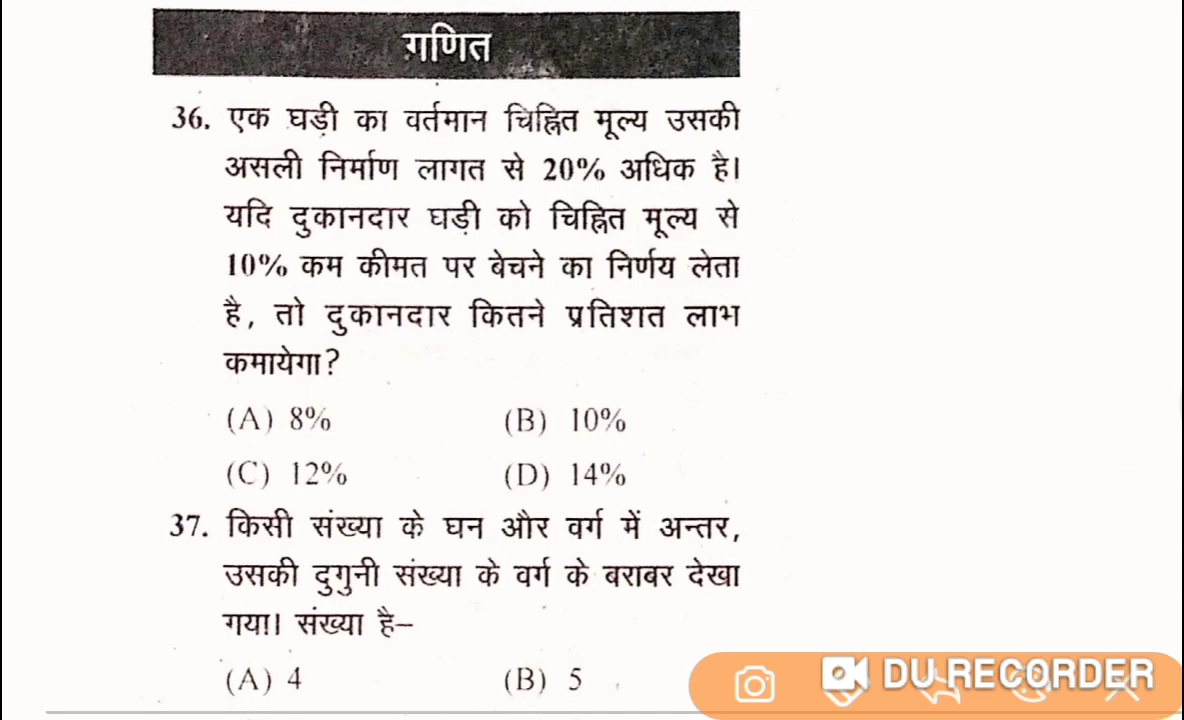 गणित
36. एक घड़ी का वर्तमान चिह्नित मूल्य उसकी
असली निर्माण लागत से 20% अधिक है।
यदि दुकानदार घड़ी को चिह्नित मूल्य से
10% कम कीमत पर बेचने का निर्णय लेता
है, तो दुकानदार कितने प्रतिशत लाभ
कमायेगा?
(A) 8% (B) 10%
(C) 12% (D) 14%
37. किसी संख्या के घन और वर्ग में अन्तर,
उसकी दुगुनी संख्या के वर्ग के बराबर देखा
गया। संख्या है–
(A) 4 (B) 5
DU RECORDER